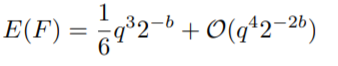 E(F) = \frac{1}{6} q^3 2^{-b} + \mathcal{O}(q^4 2^{-2b})